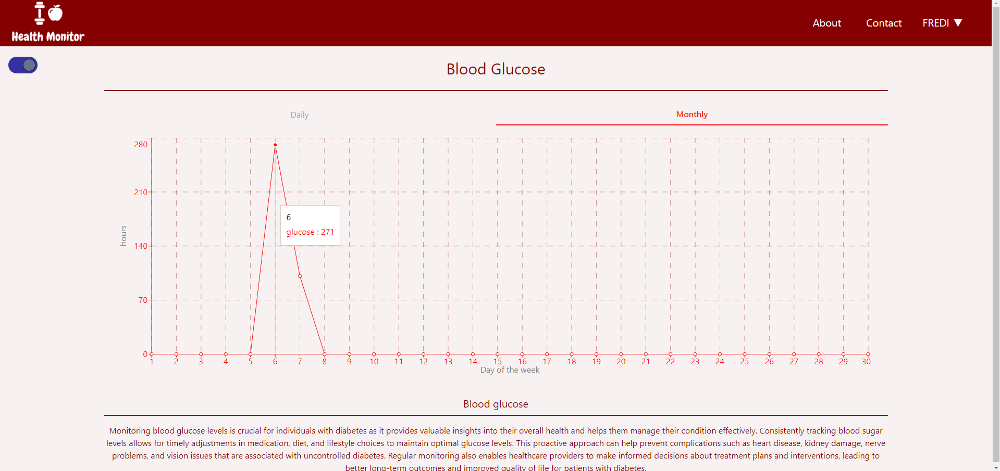 Health Monitor
About Contact FREDI ▼
Blood Glucose
Daily Monthly
280
210
140
70
0
hours
6
glucose : 271
1 2 3 4 5 6 7 8 9 10 11 12 13 14 15 16 17 18 19 20 21 22 23 24 25 26 27 28 29 30
Day of the week
Blood glucose
Monitoring blood glucose levels is crucial for individuals with diabetes as it provides valuable insights into their overall health and helps them manage their condition effectively. Consistently tracking blood sugar
levels allows for timely adjustments in medication, diet, and lifestyle choices to maintain optimal glucose levels. This proactive approach can help prevent complications such as heart disease, kidney damage, nerve
problems, and vision issues that are associated with uncontrolled diabetes. Regular monitoring also enables healthcare providers to make informed decisions about treatment plans and interventions, leading to
better long-term outcomes and improved quality of life for patients with diabetes.